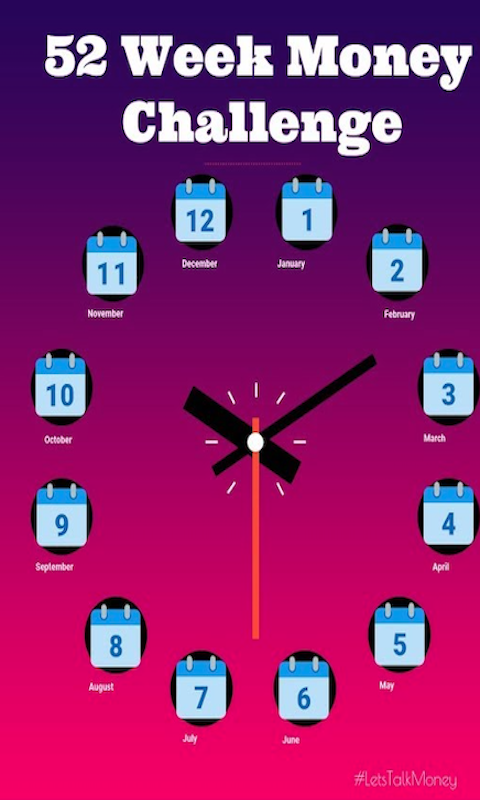 52 Week Money
Challenge
12
December
1
January
2
February
3
March
4
April
5
May
6
June
7
July
8
August
9
September
10
October
11
November
#LetsTalkMoney